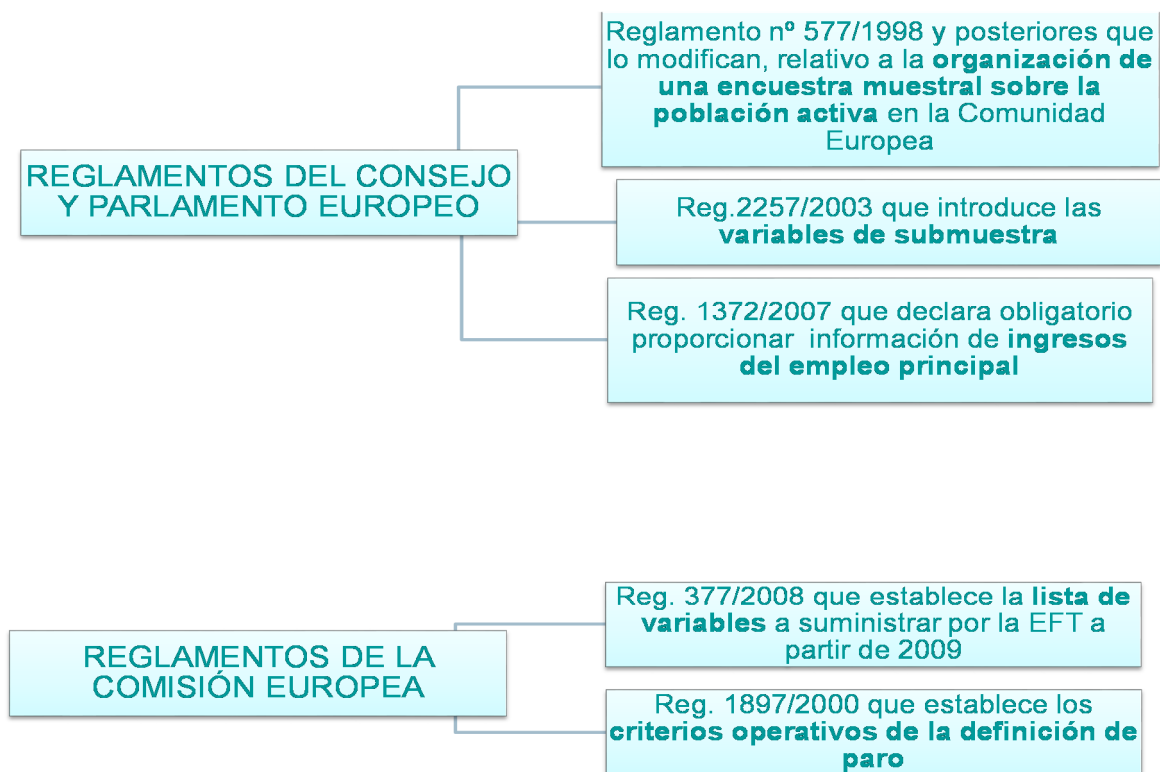 REGLAMENTOS DEL CONSEJO
Y PARLAMENTO EUROPEO
Reglamento nº 577/1998 y posteriores que
lo modifican, relativo a la organización de
una encuestra muestral sobre la
población activa en la Comunidad
Europea
Reg.2257/2003 que introduce las
variables de submuestra
Reg. 1372/2007 que declara obligatorio
proporcionar información de ingresos
del empleo principal
REGLAMENTOS DE LA
COMISIÓN EUROPEA
Reg. 377/2008 que establece la lista de
variables a suministrar por la EFT a
partir de 2009
Reg. 1897/2000 que establece los
criterios operativos de la definición de
paro